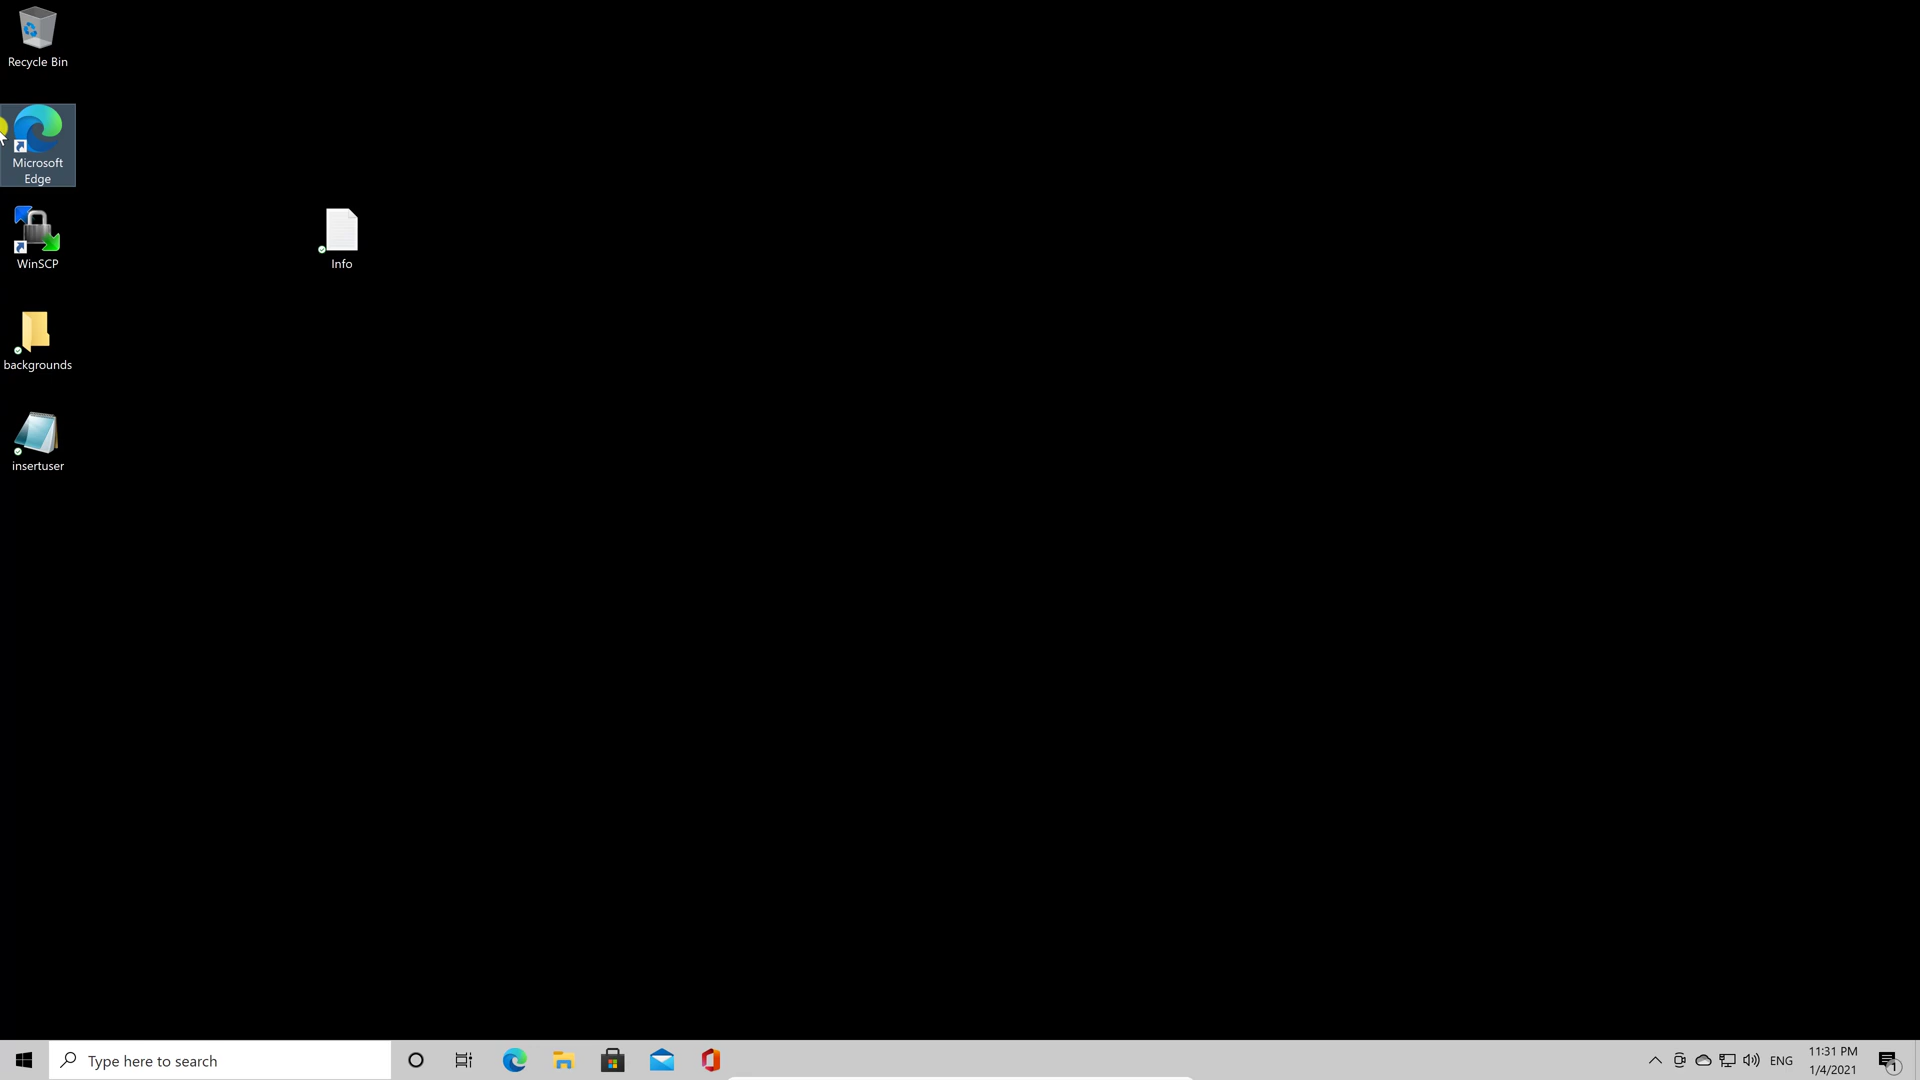 Recycle Bin
Microsoft
Edge
WinSCP
Info
backgrounds
insertuser
Type here to search
ENG
11:31 PM
1/4/2021
1